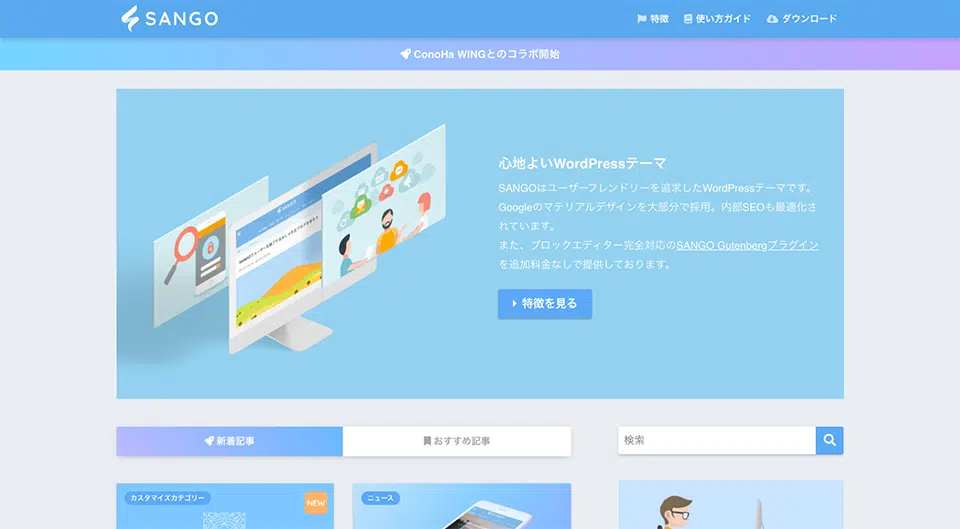 SANGO
特徴
使い方ガイド
ダウンロード
ConoHa WINGとのコラボ開始
心地よいWordPressテーマ
SANGOはユーザーフレンドリーを追求したWordPressテーマです。
Googleのマテリアルデザインを大部分で採用。内部SEOも最適化さ
れています。
また、ブロックエディター完全対応のSANGO Gutenbergプラグイン
を追加料金なしで提供しております。
特徴を見る
新着記事
おすすめ記事
検索
カスタマイズカテゴリー
NEW
ニュース